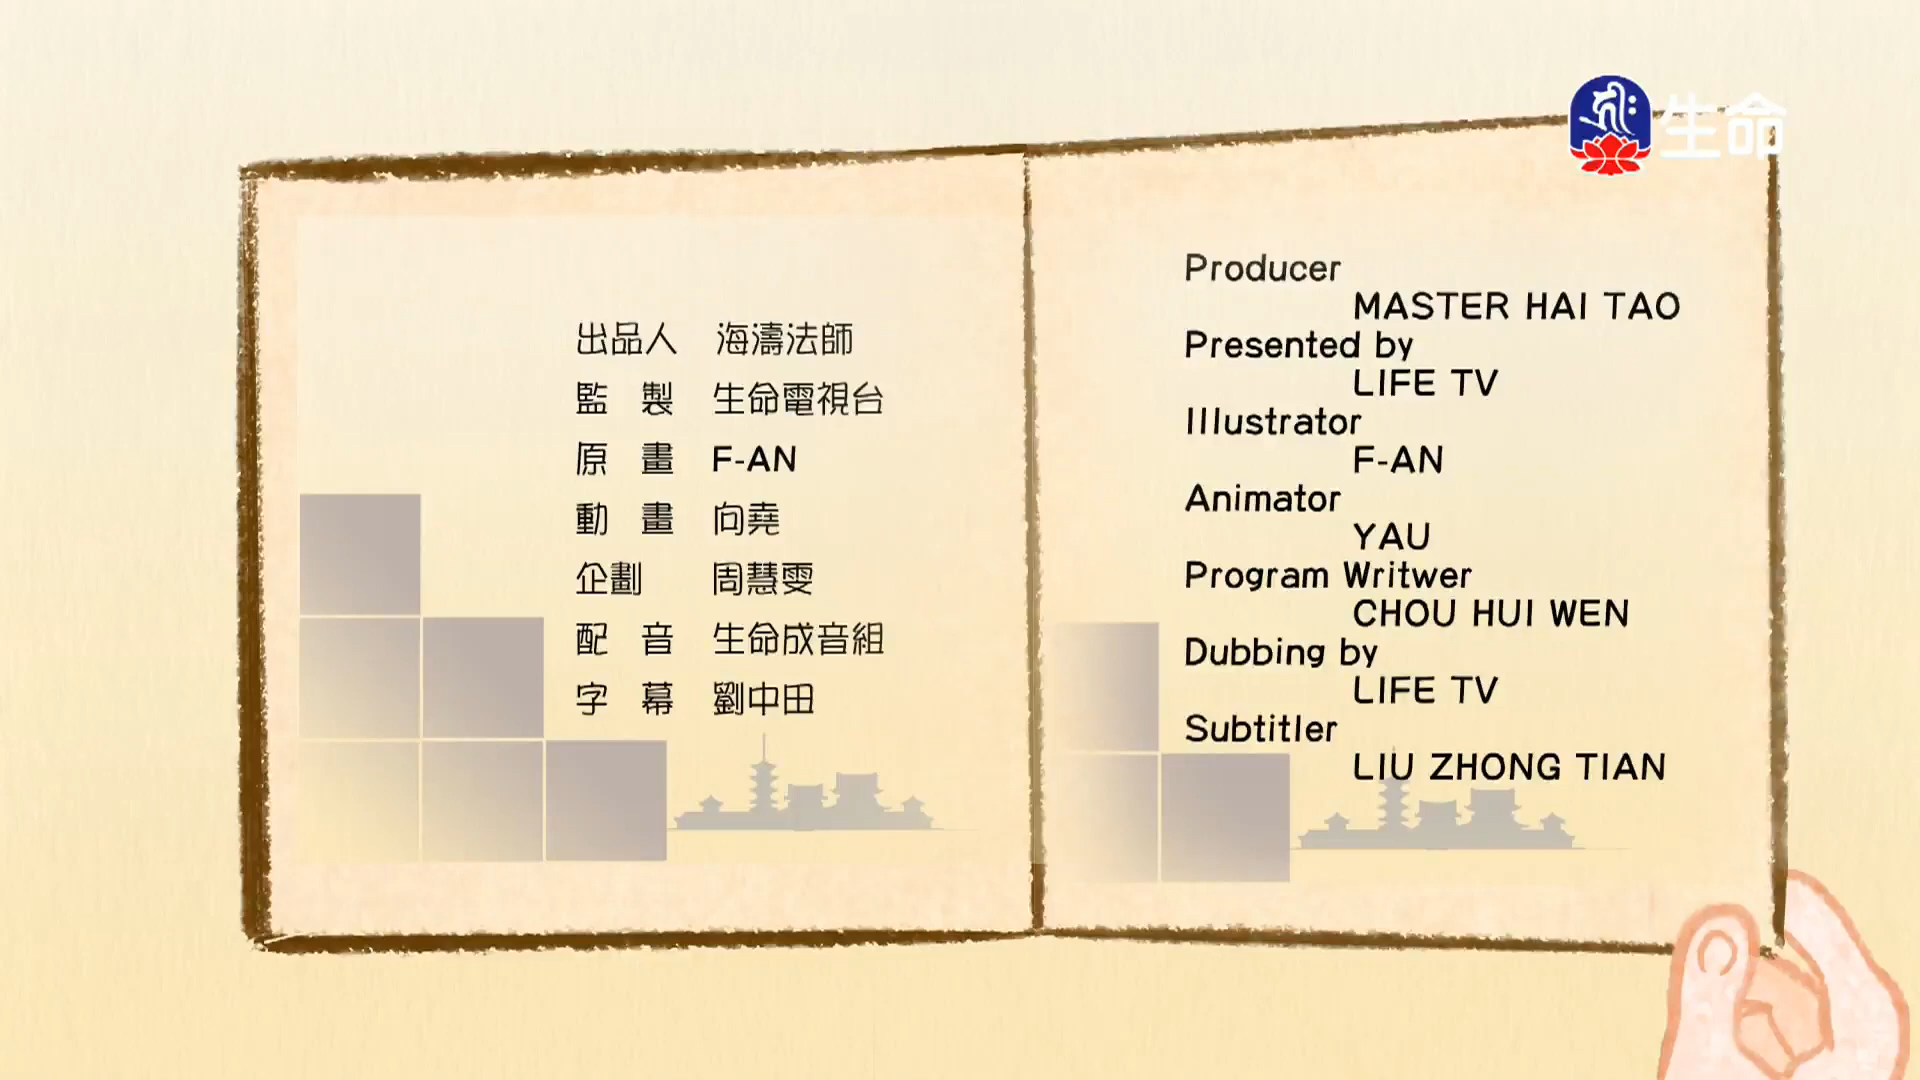 生命
出品人 海濤法師
監 製 生命電視台
原 畫 F-AN
動 畫 向堯
企劃 周慧雯
配 音 生命成音組
字 幕 劉中田
Producer
MASTER HAI TAO
Presented by
LIFE TV
Illustrator
F-AN
Animator
YAU
Program Writwer
CHOU HUI WEN
Dubbing by
LIFE TV
Subtitler
LIU ZHONG TIAN